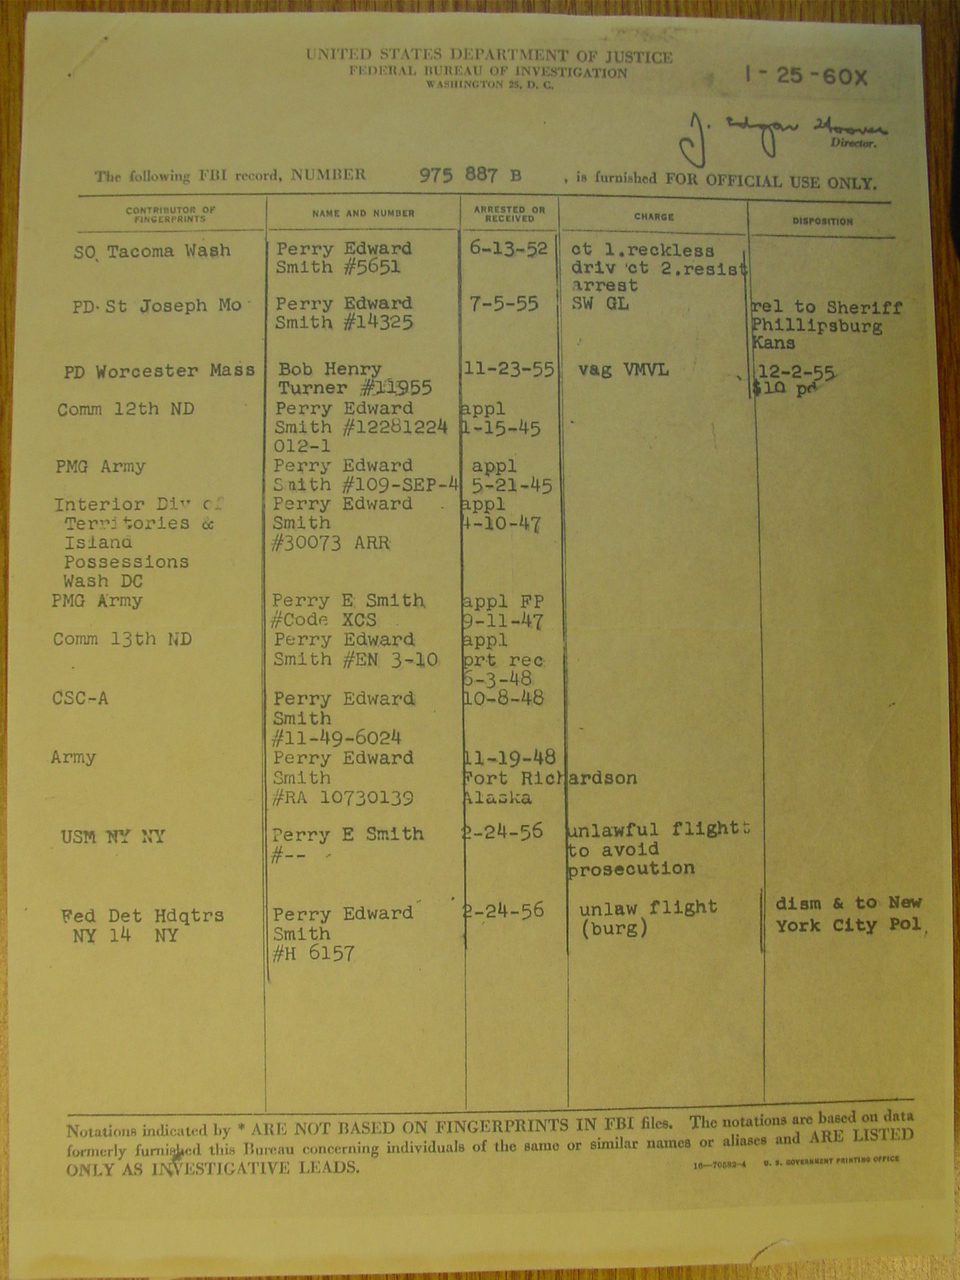 UNITED STATES DEPARTMENT OF JUSTICE
FEDERAL BUREAU OF INVESTIGATION
WASHINGTON 25, D. C.
1-25-60X
J. Edgar Hoover
Director.
The following FBI record, NUMBER 975 887 B , is furnished FOR OFFICIAL USE ONLY.
CONTRIBUTOR OF FINGERPRINTS NAME AND NUMBER ARRESTED OR RECEIVED CHARGE DISPOSITION
SO Tacoma Wash Perry Edward 6-13-52 ct 1.reckless
Smith #5651 driv ct 2.resist
arrest
PD St Joseph Mo Perry Edward 7-5-55 SW GL rel to Sheriff
Smith #14325 Phillipsburg
Kans
PD Worcester Mass Bob Henry 11-23-55 vag VMVL 12-2-55
Turner #11955 $10 pd
Comm 12th ND Perry Edward appl
Smith #12281224 1-15-45
012-1
PMG Army Perry Edward appl
Smith #109-SEP-4 5-21-45
Interior Div of Perry Edward appl
Territories & Smith 4-10-47
Island #30073 ARR
Possessions
Wash DC
PMG Army Perry E Smith appl FP
#Code XCS 9-11-47
Comm 13th ND Perry Edward appl
Smith #EN 3-10 prt rec
6-3-48
CSC-A Perry Edward 10-8-48
Smith
#11-49-6024
Army Perry Edward 11-19-48
Smith Fort Richardson
#RA 10730139 Alaska
USM NY NY Perry E Smith 2-24-56 unlawful flight
#-- to avoid
prosecution
Fed Det Hdqtrs Perry Edward 2-24-56 unlaw flight dism & to New
NY 14 NY Smith (burg) York City Pol,
#H 6157
Notations indicated by * ARE NOT BASED ON FINGERPRINTS IN FBI files. The notations are based on data
formerly furnished this Bureau concerning individuals of the same or similar names or aliases and ARE LISTED
ONLY AS INVESTIGATIVE LEADS.
16—70583-4 U. S. GOVERNMENT PRINTING OFFICE